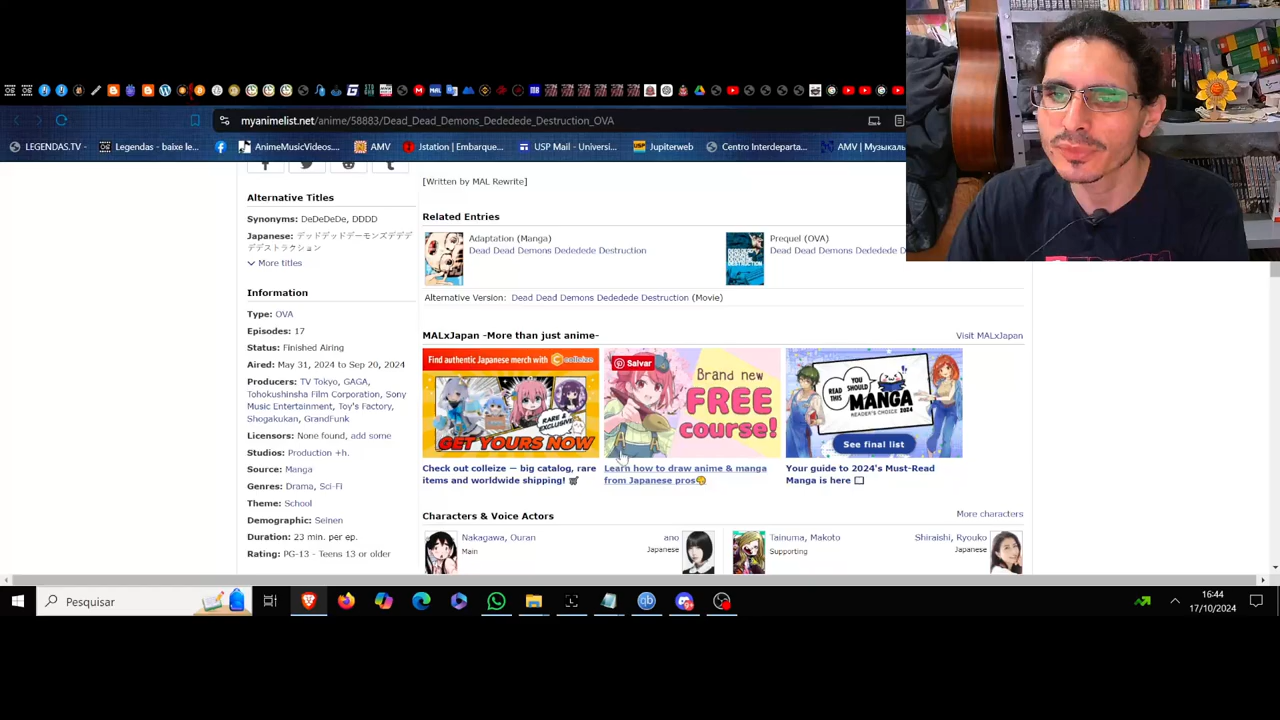 myanimelist.net/anime/58883/Dead_Dead_Demons_Dededede_Destruction_OVA
LEGENDAS.TV -
Legendas - baixe le...
AnimeMusicVideos...
AMV
Jstation | Embarque...
USP Mail - Universi...
Jupiterweb
Centro Interdeparta...
AMV | Музыкаль
Alternative Titles
Synonyms: DeDeDeDe, DDDD
Japanese: デッドデッドデーモンズデデデ
デデストラクション
More titles
Information
Type: OVA
Episodes: 17
Status: Finished Airing
Aired: May 31, 2024 to Sep 20, 2024
Producers: TV Tokyo, GAGA,
Tohokushinsha Film Corporation, Sony
Music Entertainment, Toy's Factory,
Shogakukan, GrandFunk
Licensors: None found, add some
Studios: Production +h.
Source: Manga
Genres: Drama, Sci-Fi
Theme: School
Demographic: Seinen
Duration: 23 min. per ep.
Rating: PG-13 - Teens 13 or older
[Written by MAL Rewrite]
Related Entries
Adaptation (Manga)
Dead Dead Demons Dededede Destruction
Prequel (OVA)
Dead Dead Demons Dededede D
Alternative Version: Dead Dead Demons Dededede Destruction (Movie)
MALxJapan -More than just anime-
Visit MALxJapan
Find authentic Japanese merch with colleize
RARE &
EXCLUSIVE
GET YOURS NOW
Salvar
Brand new
FREE
course!
READ
YOU
SHOULD
THIS
MANGA
READER'S CHOICE 2024
See final list
Check out colleize — big catalog, rare
items and worldwide shipping!
Learn how to draw anime & manga
from Japanese pros
Your guide to 2024's Must-Read
Manga is here
Characters & Voice Actors
More characters
Nakagawa, Ouran
Main
ano
Japanese
Tainuma, Makoto
Supporting
Shiraishi, Ryouko
Japanese
Pesquisar
16:44
17/10/2024